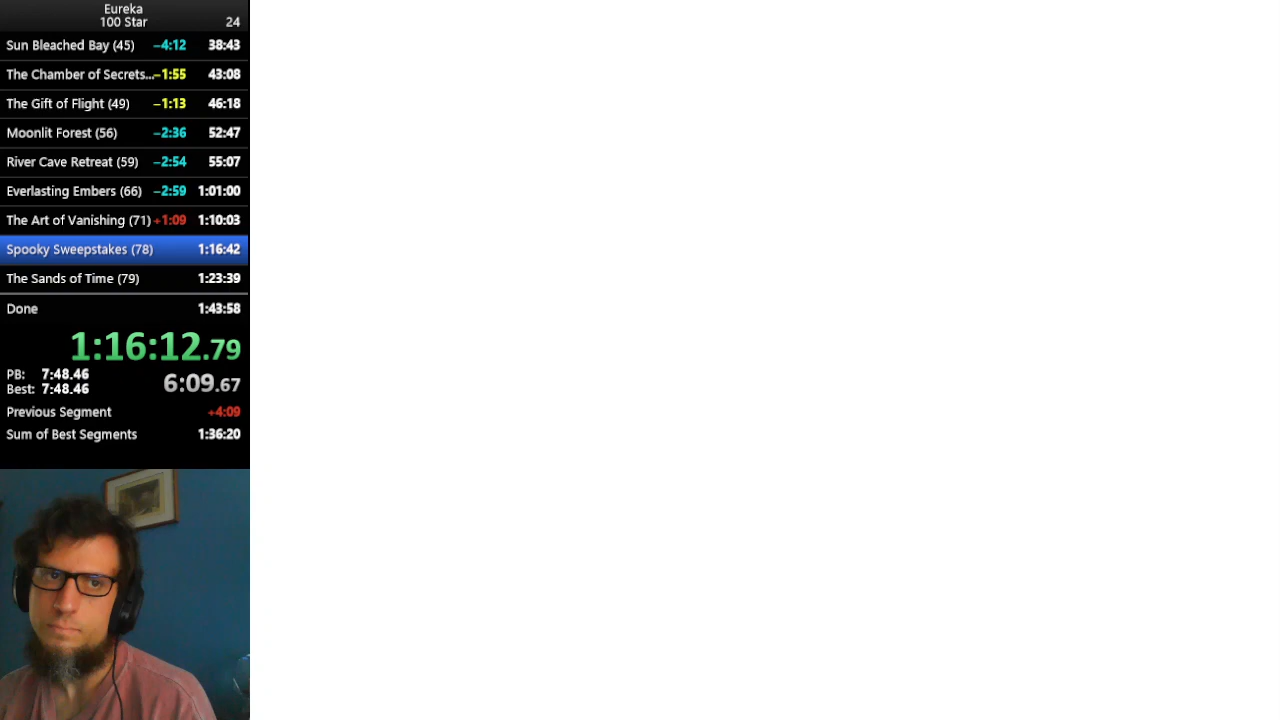 Eureka
100 Star 24
Sun Bleached Bay (45) −4:12 38:43
The Chamber of Secrets... −1:55 43:08
The Gift of Flight (49) −1:13 46:18
Moonlit Forest (56) −2:36 52:47
River Cave Retreat (59) −2:54 55:07
Everlasting Embers (66) −2:59 1:01:00
The Art of Vanishing (71) +1:09 1:10:03
Spooky Sweepstakes (78) 1:16:42
The Sands of Time (79) 1:23:39
Done 1:43:58
1:16:12.79
PB: 7:48.46
Best: 7:48.46 6:09.67
Previous Segment +4:09
Sum of Best Segments 1:36:20